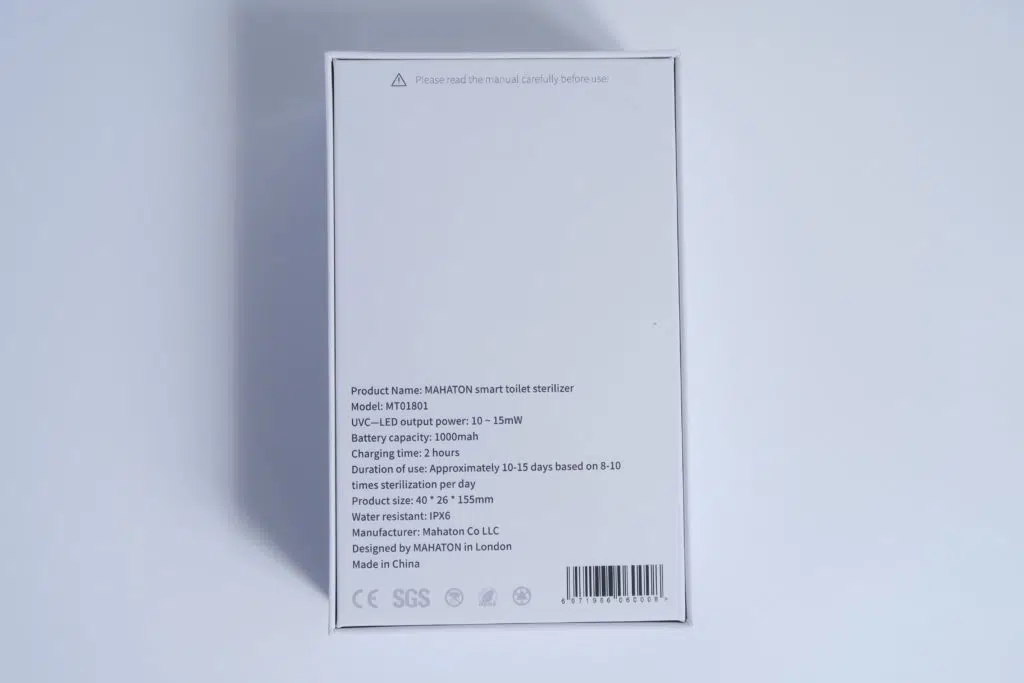 Please read the manual carefully before use!
Product Name: MAHATON smart toilet sterilizer
Model: MT01801
UVC—LED output power: 10 ~ 15mW
Battery capacity: 1000mah
Charging time: 2 hours
Duration of use: Approximately 10-15 days based on 8-10
times sterilization per day
Product size: 40 * 26 * 155mm
Water resistant: IPX6
Manufacturer: Mahaton Co LLC
Designed by MAHATON in London
Made in China
CE SGS